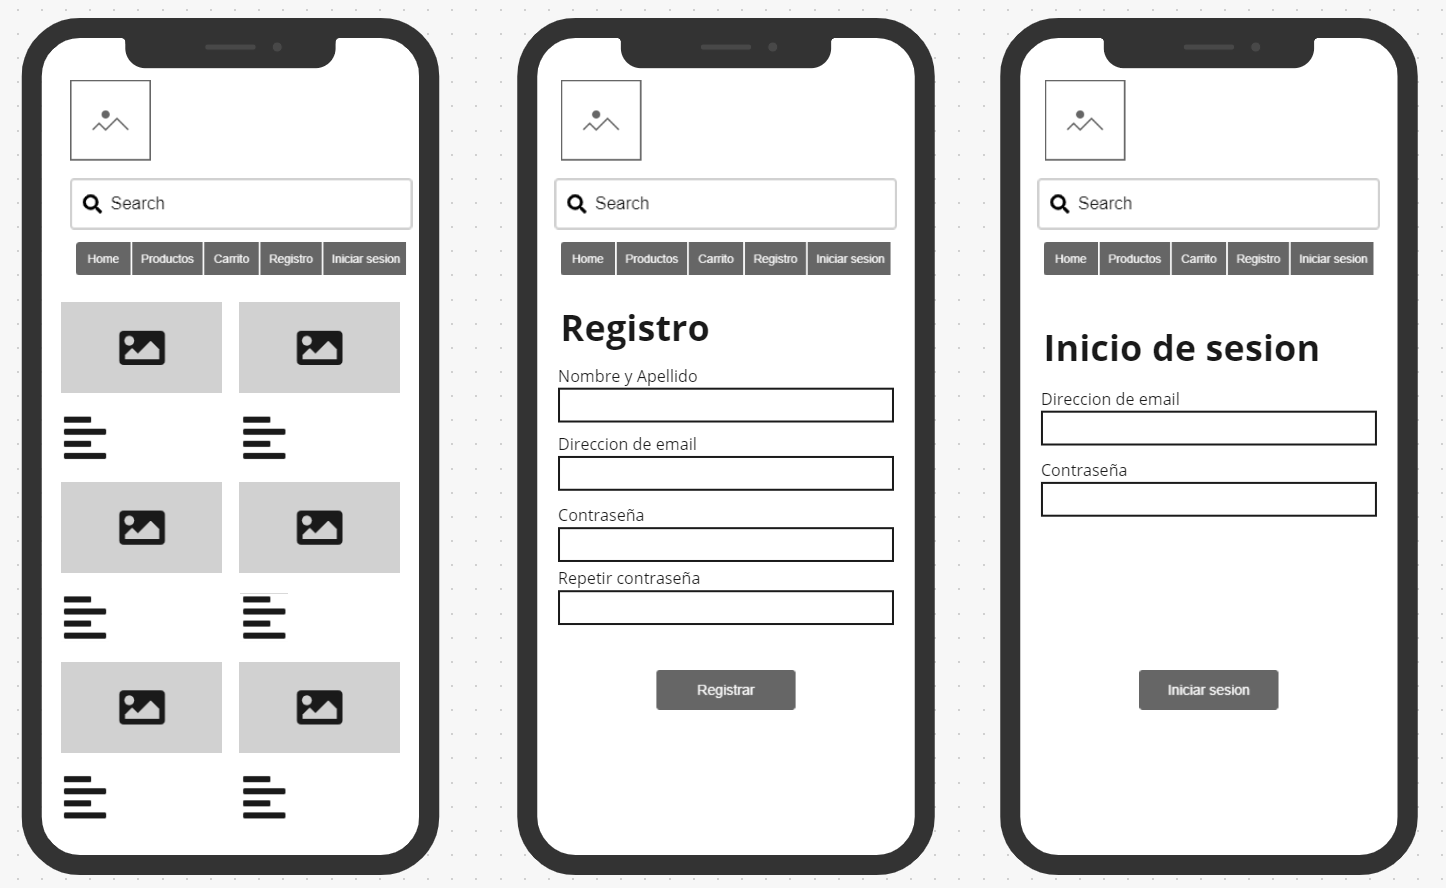 Search
Home Productos Carrito Registro Iniciar sesion
Search
Home Productos Carrito Registro Iniciar sesion
Registro
Nombre y Apellido
Direccion de email
Contraseña
Repetir contraseña
Registrar
Search
Home Productos Carrito Registro Iniciar sesion
Inicio de sesion
Direccion de email
Contraseña
Iniciar sesion